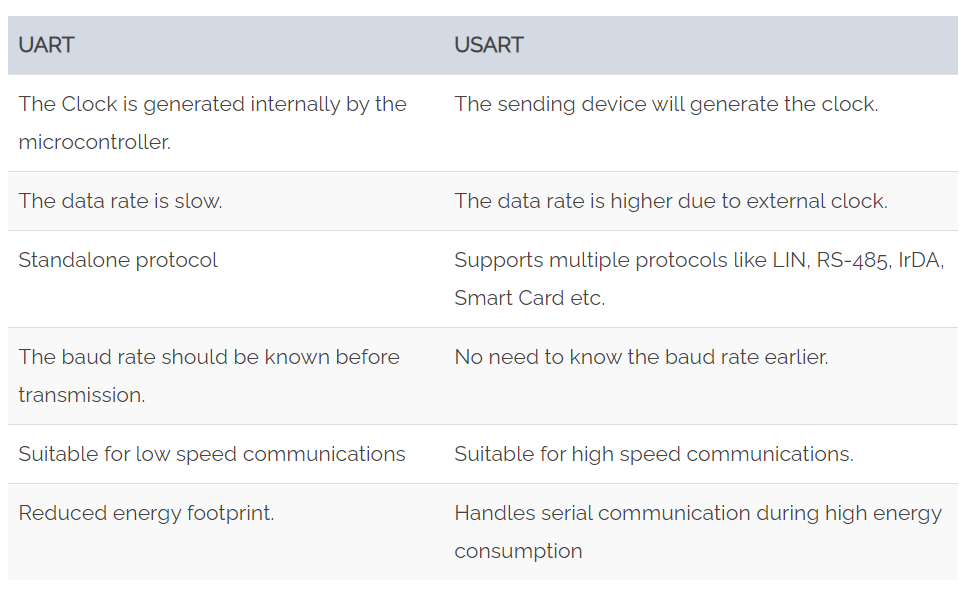 UART
USART
The Clock is generated internally by the
microcontroller.
The sending device will generate the clock.
The data rate is slow.
The data rate is higher due to external clock.
Standalone protocol
Supports multiple protocols like LIN, RS-485, IrDA,
Smart Card etc.
The baud rate should be known before
transmission.
No need to know the baud rate earlier.
Suitable for low speed communications
Suitable for high speed communications.
Reduced energy footprint.
Handles serial communication during high energy
consumption